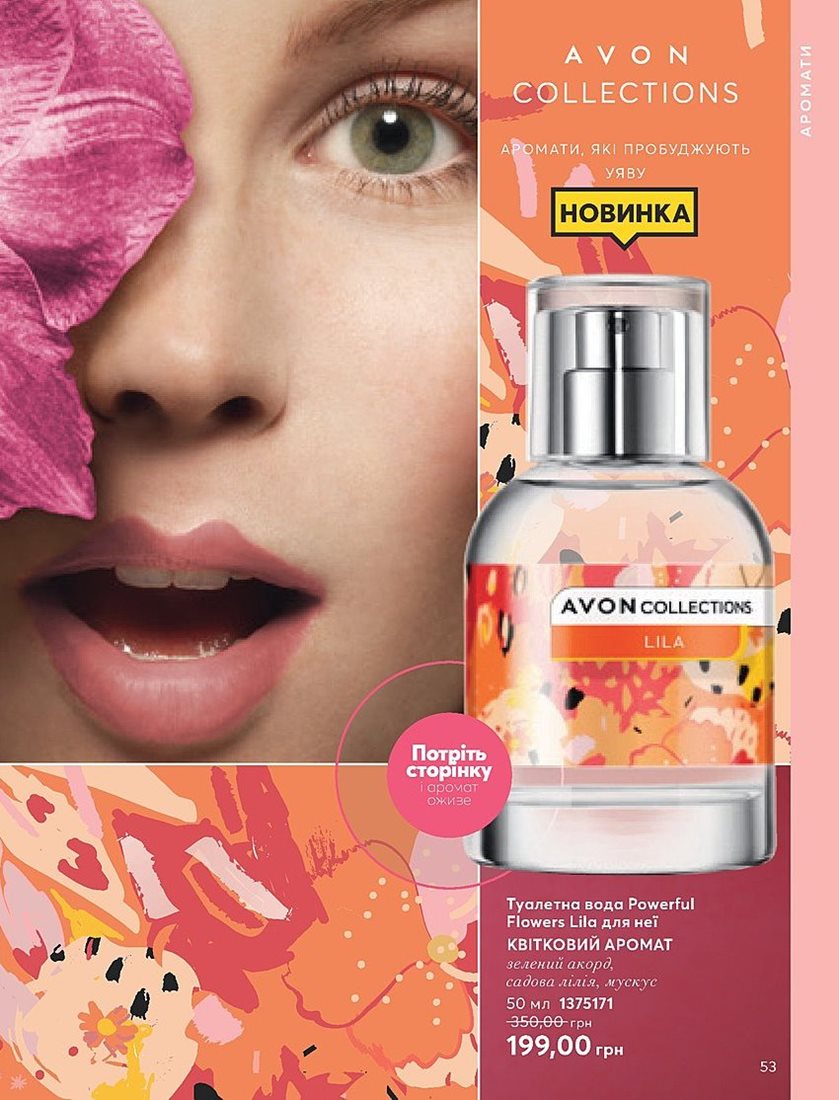 AVON
COLLECTIONS
АРОМАТИ, ЯКІ ПРОБУДЖУЮТЬ
УЯВУ
НОВИНКА
АРОМАТИ
AVON COLLECTIONS
LILA
Потріть
сторінку
і аромат
оживе
Туалетна вода Powerful
Flowers Lila для неї
КВІТКОВИЙ АРОМАТ
зелений акорд,
садова лілія, мускус
50 мл 1375171
350,00 грн
199,00 грн
53